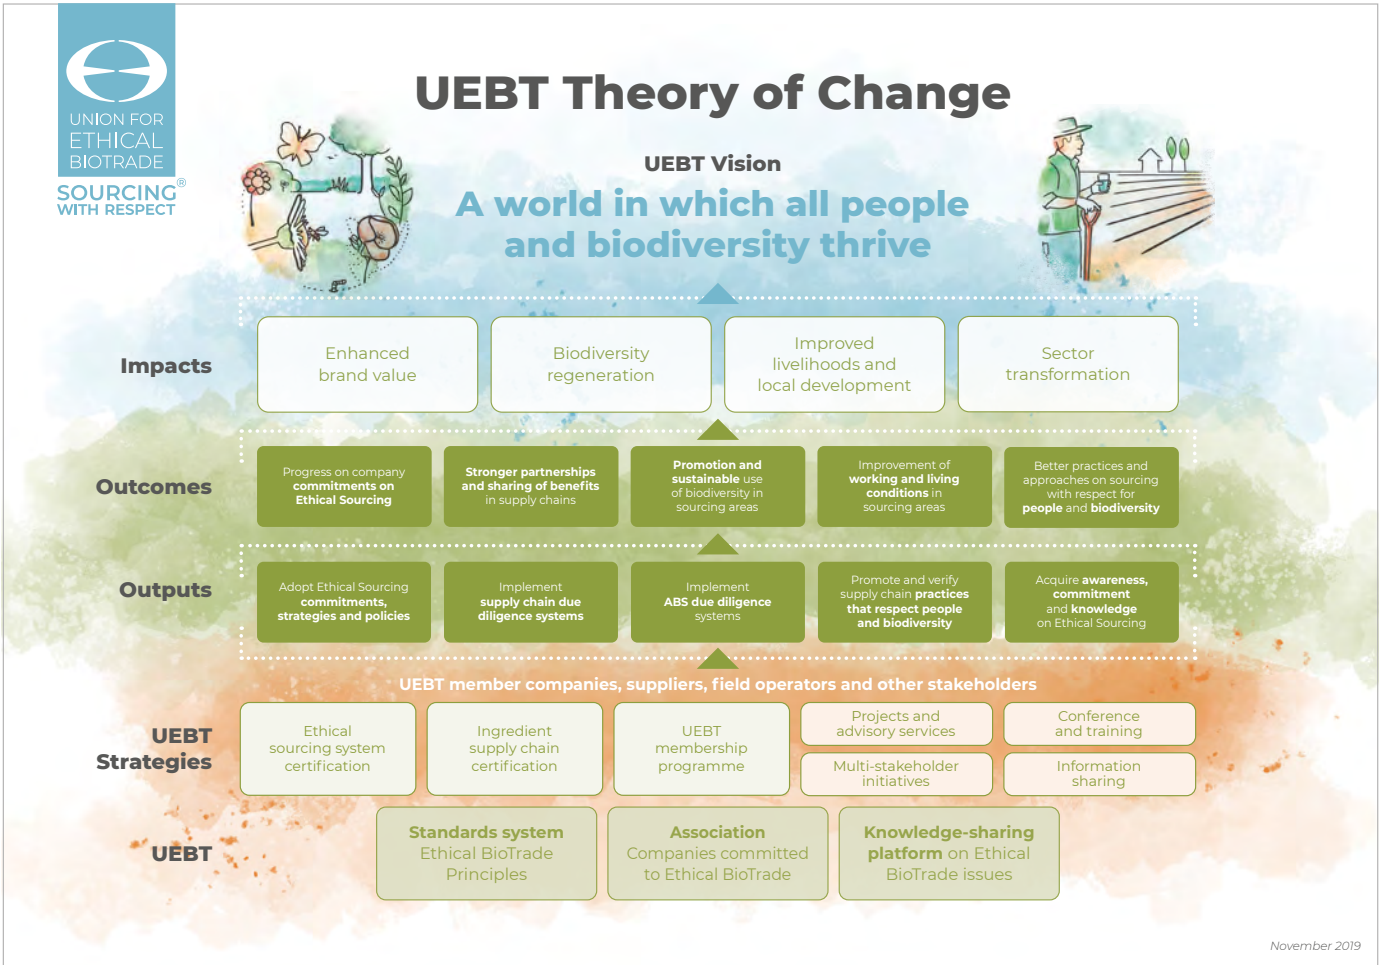 UNION FOR
ETHICAL
BIOTRADE
SOURCING®
WITH RESPECT
UEBT Theory of Change
UEBT Vision
A world in which all people
and biodiversity thrive
Impacts
Enhanced
brand value
Biodiversity
regeneration
Improved
livelihoods and
local development
Sector
transformation
Outcomes
Progress on company
commitments on
Ethical Sourcing
Stronger partnerships
and sharing of benefits
in supply chains
Promotion and
sustainable use
of biodiversity in
sourcing areas
Improvement of
working and living
conditions in
sourcing areas
Better practices and
approaches on sourcing
with respect for
people and biodiversity
Outputs
Adopt Ethical Sourcing
commitments,
strategies and policies
Implement
supply chain due
diligence systems
Implement
ABS due diligence
systems
Promote and verify
supply chain practices
that respect people
and biodiversity
Acquire awareness,
commitment
and knowledge
on Ethical Sourcing
UEBT member companies, suppliers, field operators and other stakeholders
UEBT
Strategies
Ethical
sourcing system
certification
Ingredient
supply chain
certification
UEBT
membership
programme
Projects and
advisory services
Multi-stakeholder
initiatives
Conference
and training
Information
sharing
UEBT
Standards system
Ethical BioTrade
Principles
Association
Companies committed
to Ethical BioTrade
Knowledge-sharing
platform on Ethical
BioTrade issues
November 2019